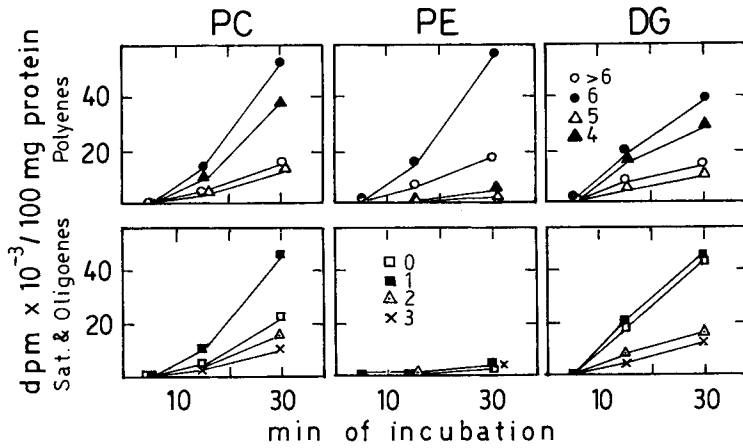 PC PE DG
dpm x 10⁻³/100 mg protein
Polyenes
Sat. & Oligoenes
40
20
○ >6
● 6
△ 5
▲ 4
40
20
□ 0
■ 1
△ 2
× 3
10 30 10 30 10 30
min of incubation